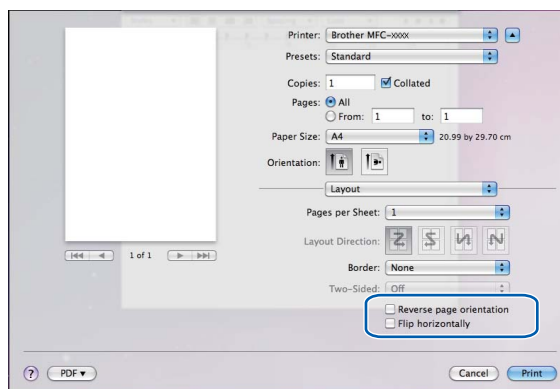 Printer: Brother MFC-xxxx
Presets: Standard
Copies: 1 Collated
Pages: All
From: 1 to: 1
Paper Size: A4 20.99 by 29.70 cm
Orientation:
Layout
Pages per Sheet: 1
Layout Direction:
1 of 1
Border: None
Two-Sided: Off
Reverse page orientation
Flip horizontally
? PDF ▾ Cancel Print